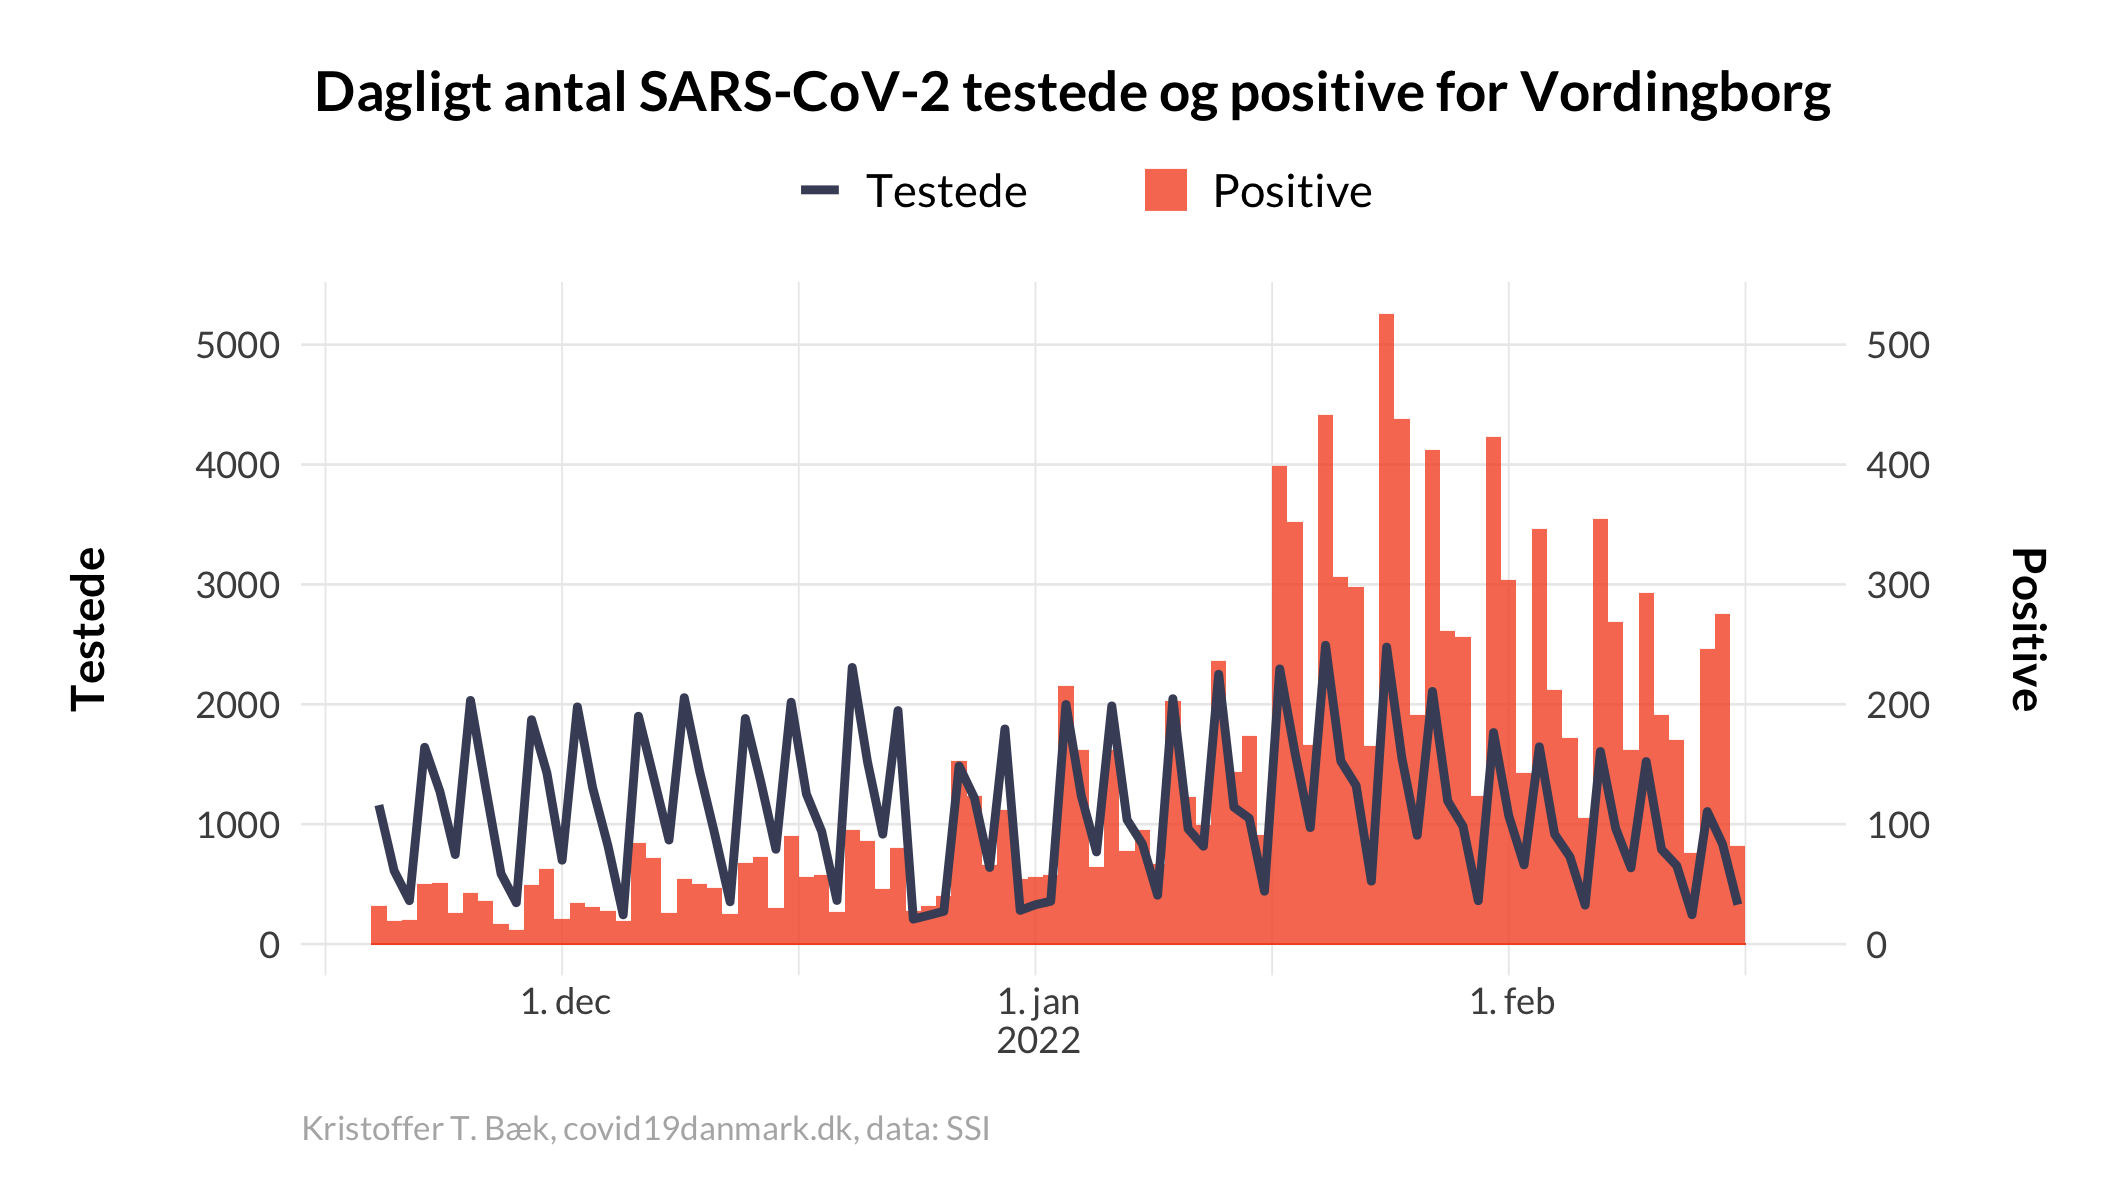 Dagligt antal SARS-CoV-2 testede og positive for Vordingborg
Testede Positive
5000 500
4000 400
3000 300
2000 200
1000 100
0 0
Testede
Positive
1. dec 1. jan 1. feb
2022
Kristoffer T. Bæk, covid19danmark.dk, data: SSI